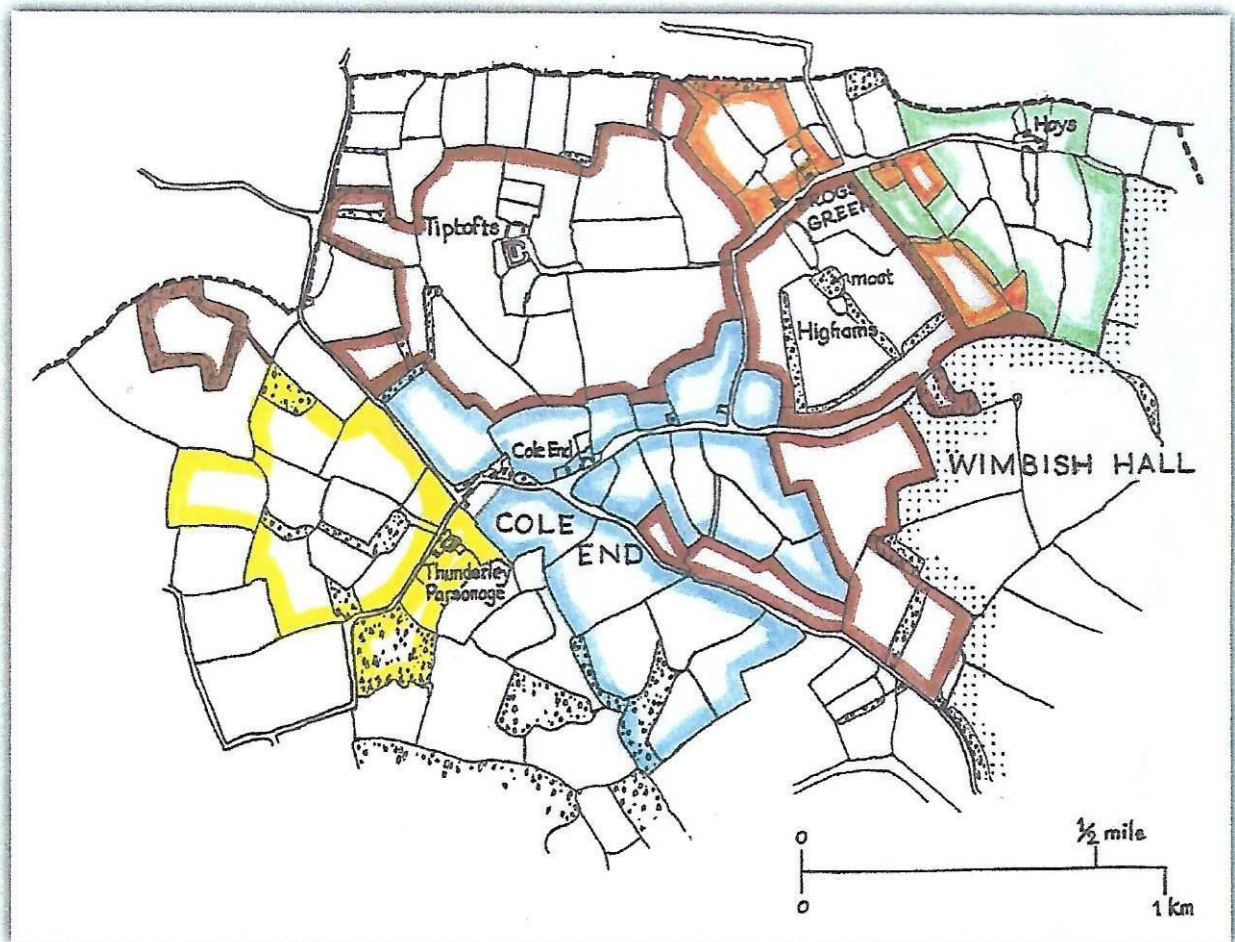 Hoys
Tiptofts
GREEN
moat
Highams
Cole End
WIMBISH HALL
COLE
END
Thunderley
Parsonage
0
½ mile
0
1 km